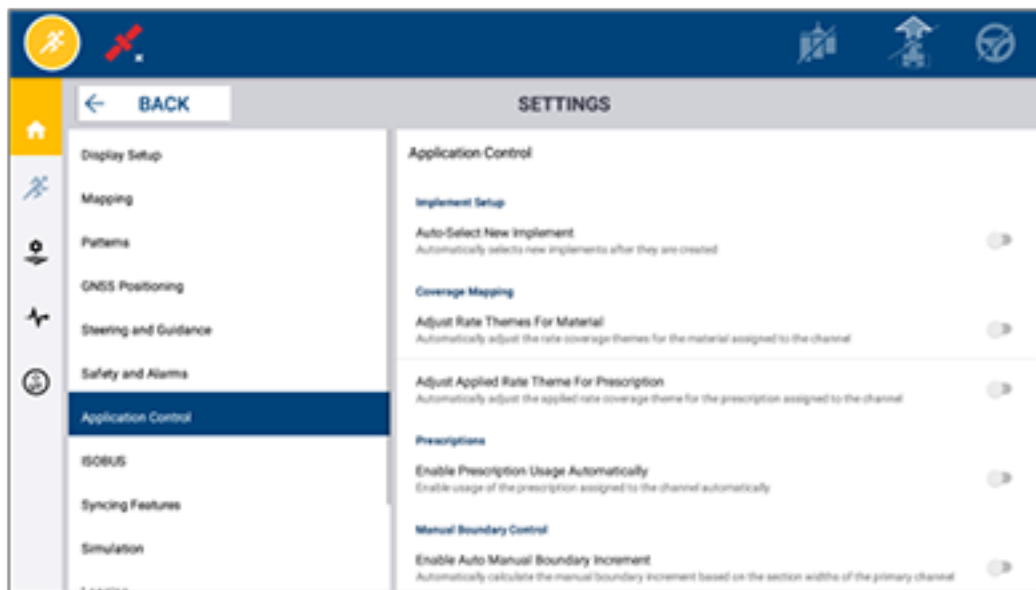 BACK
SETTINGS
Display Setup
Mapping
Patterns
GNSS Positioning
Steering and Guidance
Safety and Alarms
Application Control
ISOBUS
Syncing Features
Simulation
Application Control
Implement Setup
Auto-Select New Implement
Automatically selects new implements after they are created
Coverage Mapping
Adjust Rate Themes For Material
Automatically adjust the rate coverage themes for the material assigned to the channel
Adjust Applied Rate Theme For Prescription
Automatically adjust the applied rate coverage theme for the prescription assigned to the channel
Prescriptions
Enable Prescription Usage Automatically
Enable usage of the prescription assigned to the channel automatically
Manual Boundary Control
Enable Auto Manual Boundary Increment
Automatically calculate the manual boundary increment based on the section widths of the primary channel